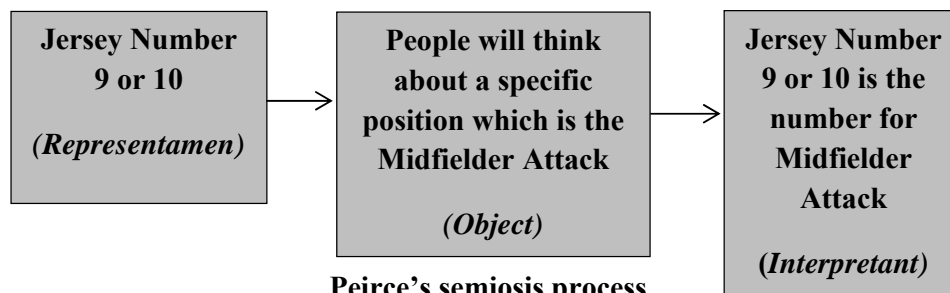 Jersey Number
9 or 10
(Representamen)
People will think
about a specific
position which is the
Midfielder Attack
(Object)
Jersey Number
9 or 10 is the
number for
Midfielder
Attack
(Interpretant)
Peirce's semiosis process